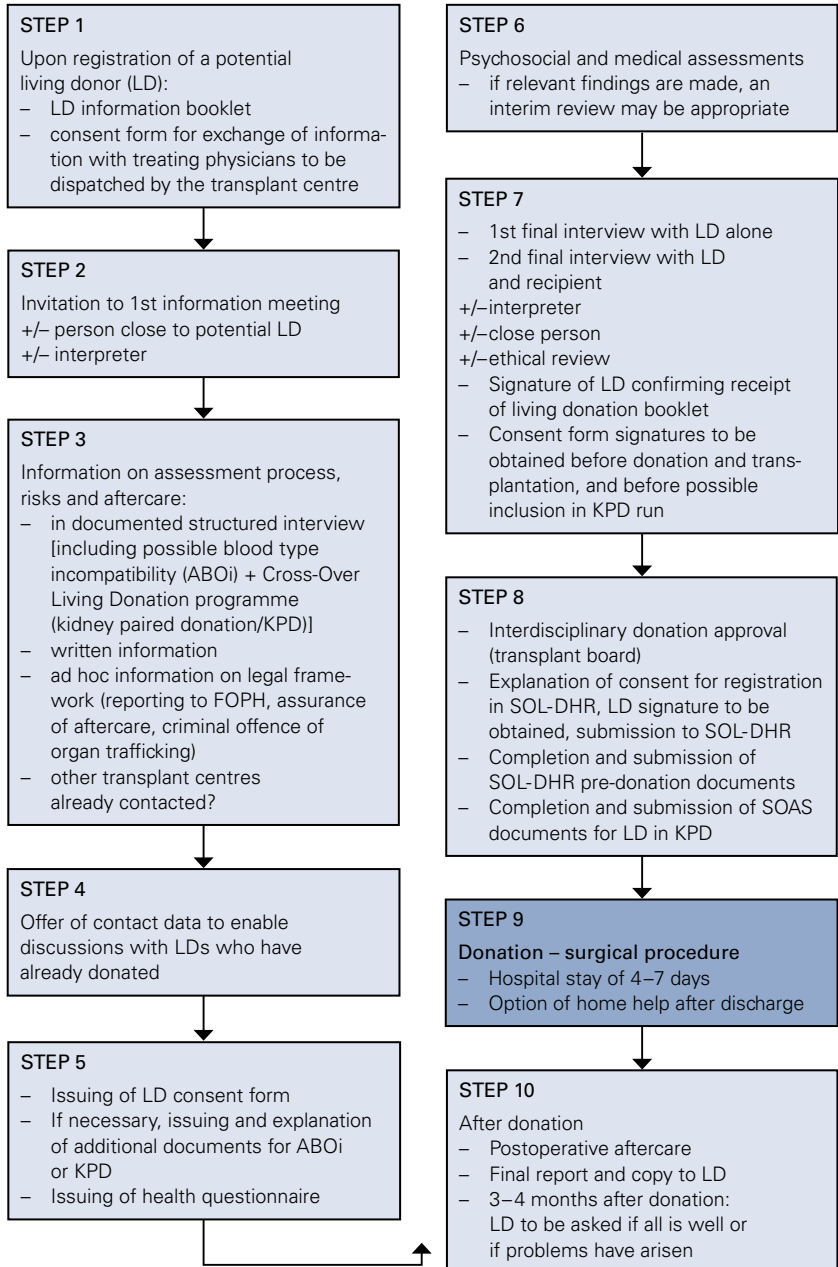 STEP 1
Upon registration of a potential
living donor (LD):
– LD information booklet
– consent form for exchange of informa-
tion with treating physicians to be
dispatched by the transplant centre
STEP 2
Invitation to 1st information meeting
+/– person close to potential LD
+/– interpreter
STEP 3
Information on assessment process,
risks and aftercare:
– in documented structured interview
[including possible blood type
incompatibility (ABOi) + Cross-Over
Living Donation programme
(kidney paired donation/KPD)]
– written information
– ad hoc information on legal frame-
work (reporting to FOPH, assurance
of aftercare, criminal offence of
organ trafficking)
– other transplant centres
already contacted?
STEP 4
Offer of contact data to enable
discussions with LDs who have
already donated
STEP 5
– Issuing of LD consent form
– If necessary, issuing and explanation
of additional documents for ABOi
or KPD
– Issuing of health questionnaire
STEP 6
Psychosocial and medical assessments
– if relevant findings are made, an
interim review may be appropriate
STEP 7
– 1st final interview with LD alone
– 2nd final interview with LD
and recipient
+/–interpreter
+/–close person
+/–ethical review
– Signature of LD confirming receipt
of living donation booklet
– Consent form signatures to be
obtained before donation and trans-
plantation, and before possible
inclusion in KPD run
STEP 8
– Interdisciplinary donation approval
(transplant board)
– Explanation of consent for registration
in SOL-DHR, LD signature to be
obtained, submission to SOL-DHR
– Completion and submission of
SOL-DHR pre-donation documents
– Completion and submission of SOAS
documents for LD in KPD
STEP 9
Donation – surgical procedure
– Hospital stay of 4–7 days
– Option of home help after discharge
STEP 10
After donation
– Postoperative aftercare
– Final report and copy to LD
– 3–4 months after donation:
LD to be asked if all is well or
if problems have arisen